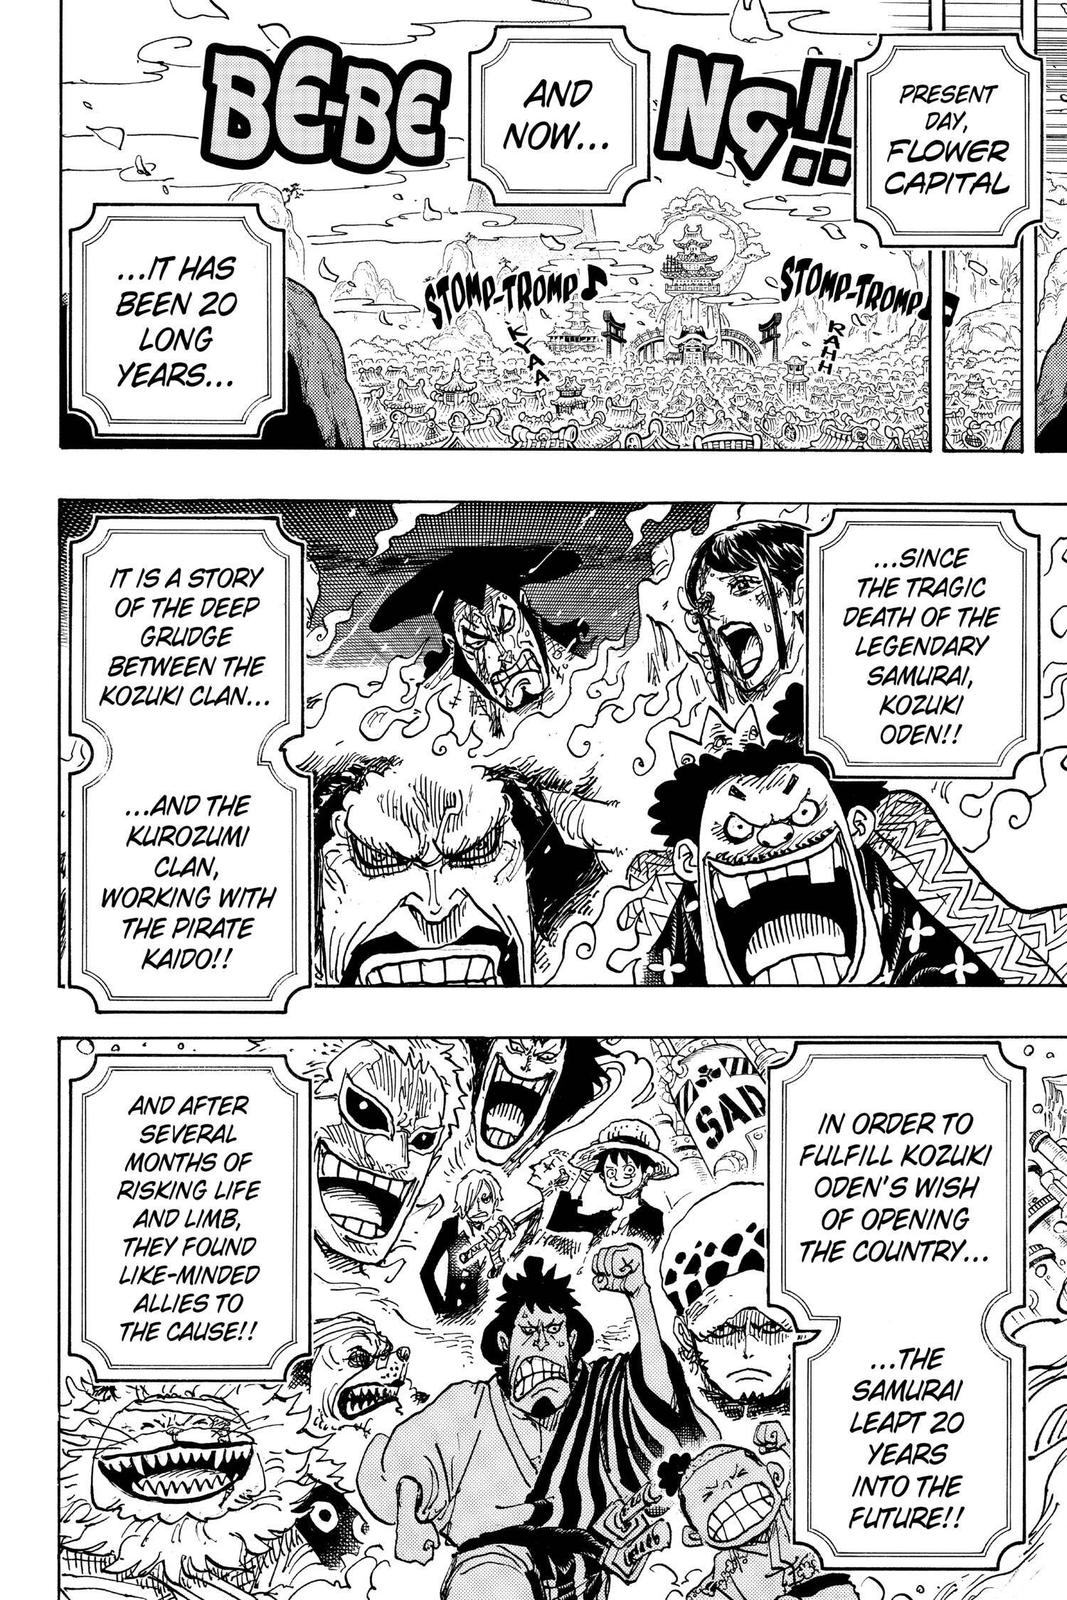 PRESENT
DAY,
FLOWER
CAPITAL
BE-BE
NG!!
AND
NOW...
STOMP-TROMP♪
STOMP-TROMP♪
RAHH
KYAA
...IT HAS
BEEN 20
LONG
YEARS...
...SINCE
THE TRAGIC
DEATH OF THE
LEGENDARY
SAMURAI,
KOZUKI
ODEN!!
IT IS A STORY
OF THE DEEP
GRUDGE
BETWEEN THE
KOZUKI CLAN...
...AND THE
KUROZUMI
CLAN,
WORKING WITH
THE PIRATE
KAIDO!!
IN ORDER TO
FULFILL KOZUKI
ODEN'S WISH
OF OPENING
THE COUNTRY...
...THE
SAMURAI
LEAPT 20
YEARS
INTO THE
FUTURE!!
SAD
AND AFTER
SEVERAL
MONTHS OF
RISKING LIFE
AND LIMB,
THEY FOUND
LIKE-MINDED
ALLIES TO
THE CAUSE!!